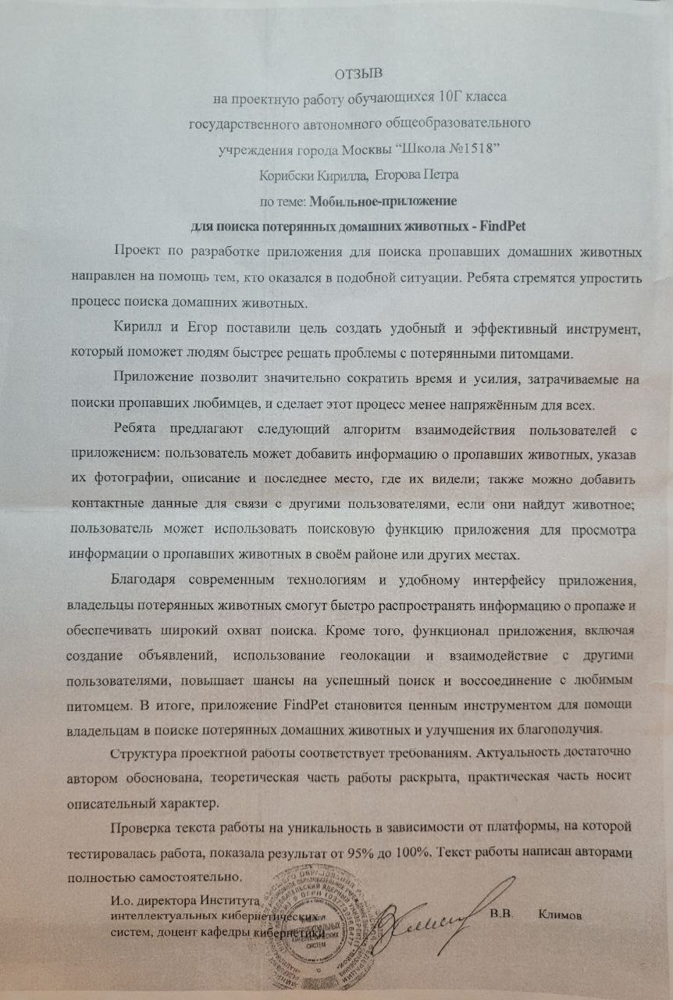 ОТЗЫВ
на проектную работу обучающихся 10Г класса
государственного автономного общеобразовательного
учреждения города Москвы “Школа №1518”
Корибски Кирилла, Егорова Петра
по теме: Мобильное-приложение
для поиска потерянных домашних животных - FindPet
Проект по разработке приложения для поиска пропавших домашних животных
направлен на помощь тем, кто оказался в подобной ситуации. Ребята стремятся упростить
процесс поиска домашних животных.
Кирилл и Егор поставили цель создать удобный и эффективный инструмент,
который поможет людям быстрее решать проблемы с потерянными питомцами.
Приложение позволит значительно сократить время и усилия, затрачиваемые на
поиски пропавших любимцев, и сделает этот процесс менее напряжённым для всех.
Ребята предлагают следующий алгоритм взаимодействия пользователей с
приложением: пользователь может добавить информацию о пропавших животных, указав
их фотографии, описание и последнее место, где их видели; также можно добавить
контактные данные для связи с другими пользователями, если они найдут животное;
пользователь может использовать поисковую функцию приложения для просмотра
информации о пропавших животных в своём районе или других местах.
Благодаря современным технологиям и удобному интерфейсу приложения,
владельцы потерянных животных смогут быстро распространять информацию о пропаже и
обеспечивать широкий охват поиска. Кроме того, функционал приложения, включая
создание объявлений, использование геолокации и взаимодействие с другими
пользователями, повышает шансы на успешный поиск и воссоединение с любимым
питомцем. В итоге, приложение FindPet становится ценным инструментом для помощи
владельцам в поиске потерянных домашних животных и улучшения их благополучия.
Структура проектной работы соответствует требованиям. Актуальность достаточно
автором обоснована, теоретическая часть работы раскрыта, практическая часть носит
описательный характер.
Проверка текста работы на уникальность в зависимости от платформы, на которой
тестировалась работа, показала результат от 95% до 100%. Текст работы написан авторами
полностью самостоятельно.
И.о. директора Института
интеллектуальных кибернетических
систем, доцент кафедры кибернетики
В.В. Климов